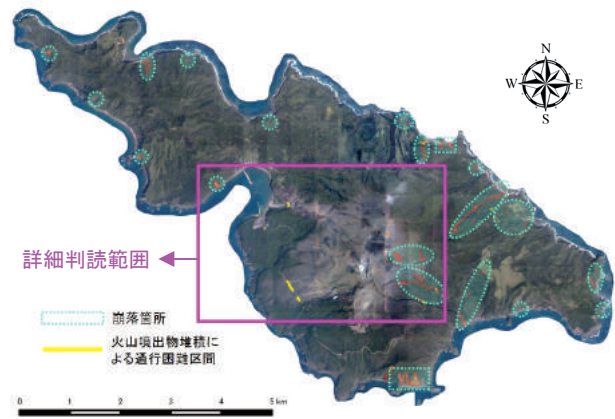 N
W E
S
詳細判読範囲
崩落箇所
火山噴出物堆積に
よる通行困難区間
0 1 2 3 4 5 km